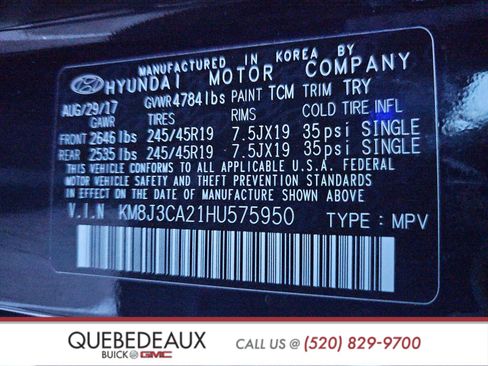 MANUFACTURED IN KOREA BY
HYUNDAI MOTOR COMPANY
AUG/29/17 GVWR4784lbs PAINT TCM TRIM TRY
GAWR TIRES RIMS COLD TIRE INFL
FRONT 2646 lbs 245/45R19 7.5JX19 35psi SINGLE
REAR 2535 lbs 245/45R19 7.5JX19 35psi SINGLE
THIS VEHICLE CONFORMS TO ALL APPLICABLE U.S.A. FEDERAL
MOTOR VEHICLE SAFETY AND THEFT PREVENTION STANDARDS
IN EFFECT ON THE DATE OF MANUFACTURE SHOWN ABOVE
V.I.N KM8J3CA21HU575950 TYPE : MPV
QUEBEDEAUX
BUICK GMC
CALL US @ (520) 829-9700